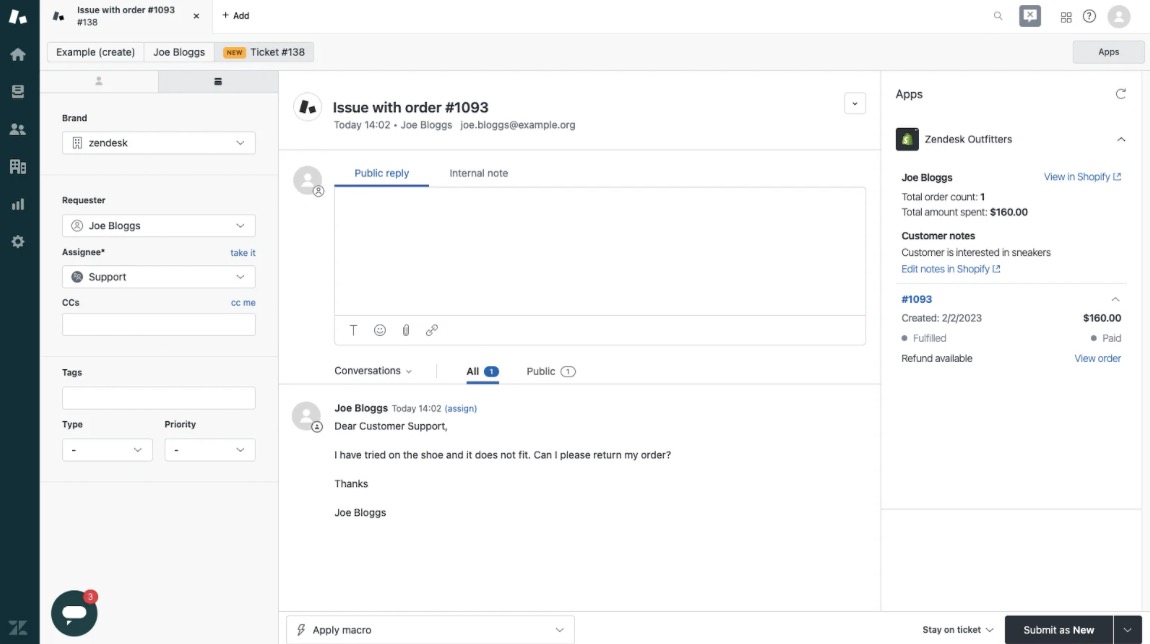 Issue with order #1093
#138
+ Add
Example (create)
Joe Bloggs
NEW Ticket #138
Apps
Brand
zendesk
Requester
Joe Bloggs
Assignee* take it
Support
CCs cc me
Tags
Type Priority
- -
Issue with order #1093
Today 14:02 • Joe Bloggs joe.bloggs@example.org
Public reply Internal note
T
Conversations All 1 Public 1
Joe Bloggs Today 14:02 (assign)
Dear Customer Support,
I have tried on the shoe and it does not fit. Can I please return my order?
Thanks
Joe Bloggs
Apply macro
Apps
Zendesk Outfitters
Joe Bloggs View in Shopify
Total order count: 1
Total amount spent: $160.00
Customer notes
Customer is interested in sneakers
Edit notes in Shopify
#1093
Created: 2/2/2023 $160.00
Fulfilled Paid
Refund available View order
3
Stay on ticket
Submit as New